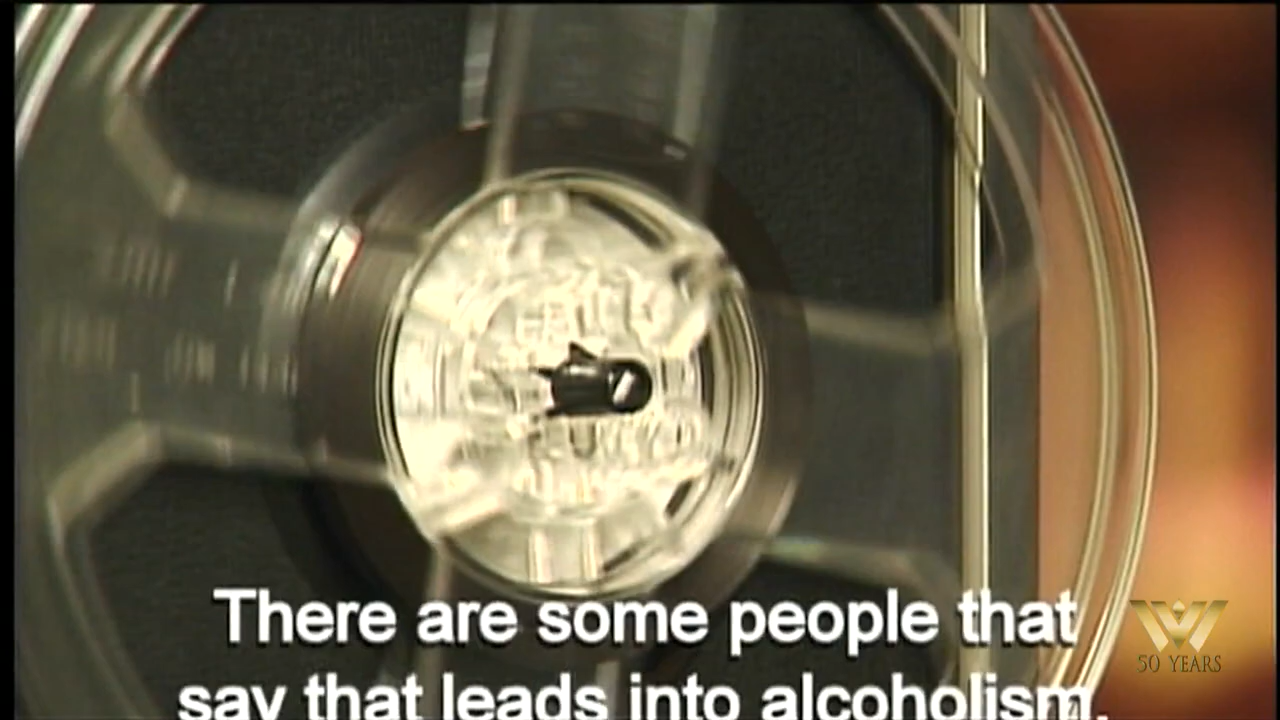 There are some people that
say that leads into alcoholism.
50 YEARS